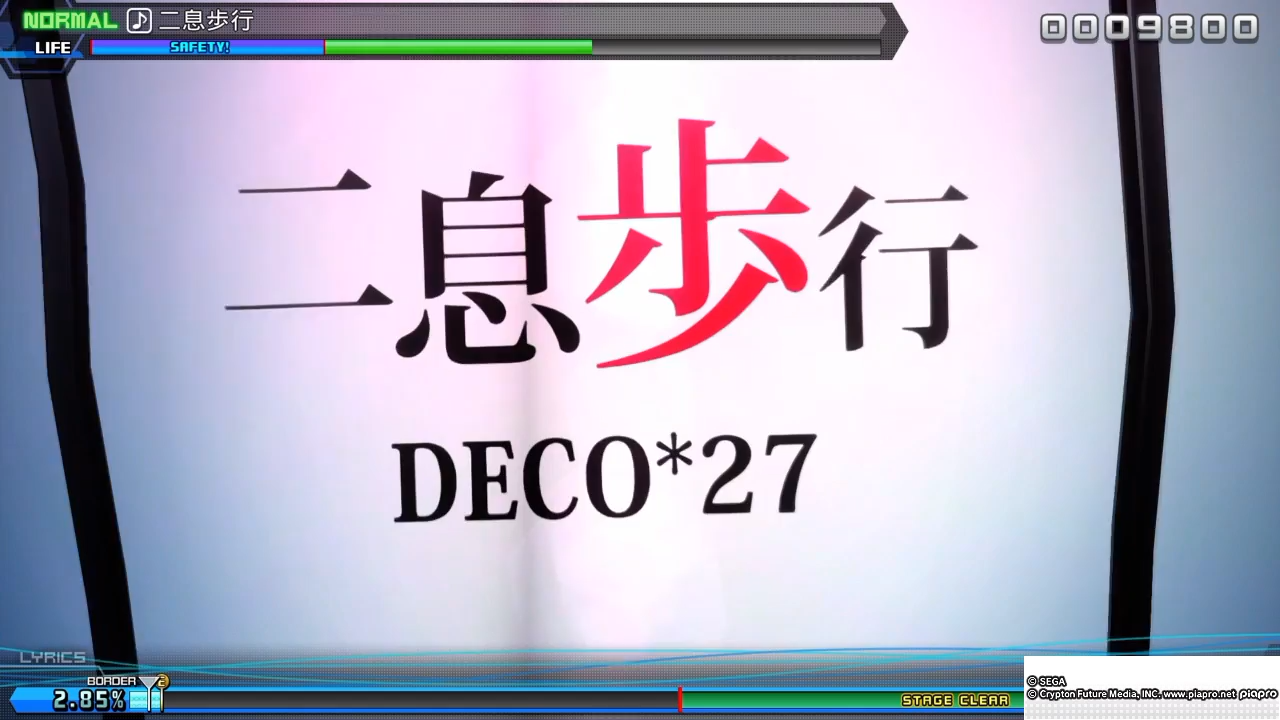 NORMAL ♪ 二息歩行
0009800
LIFE SAFETY!
二息歩行
DECO*27
LYRICS
BORDER 2
2.85%
STAGE CLEAR
© SEGA
© Crypton Future Media, INC. www.piapro.net piapro